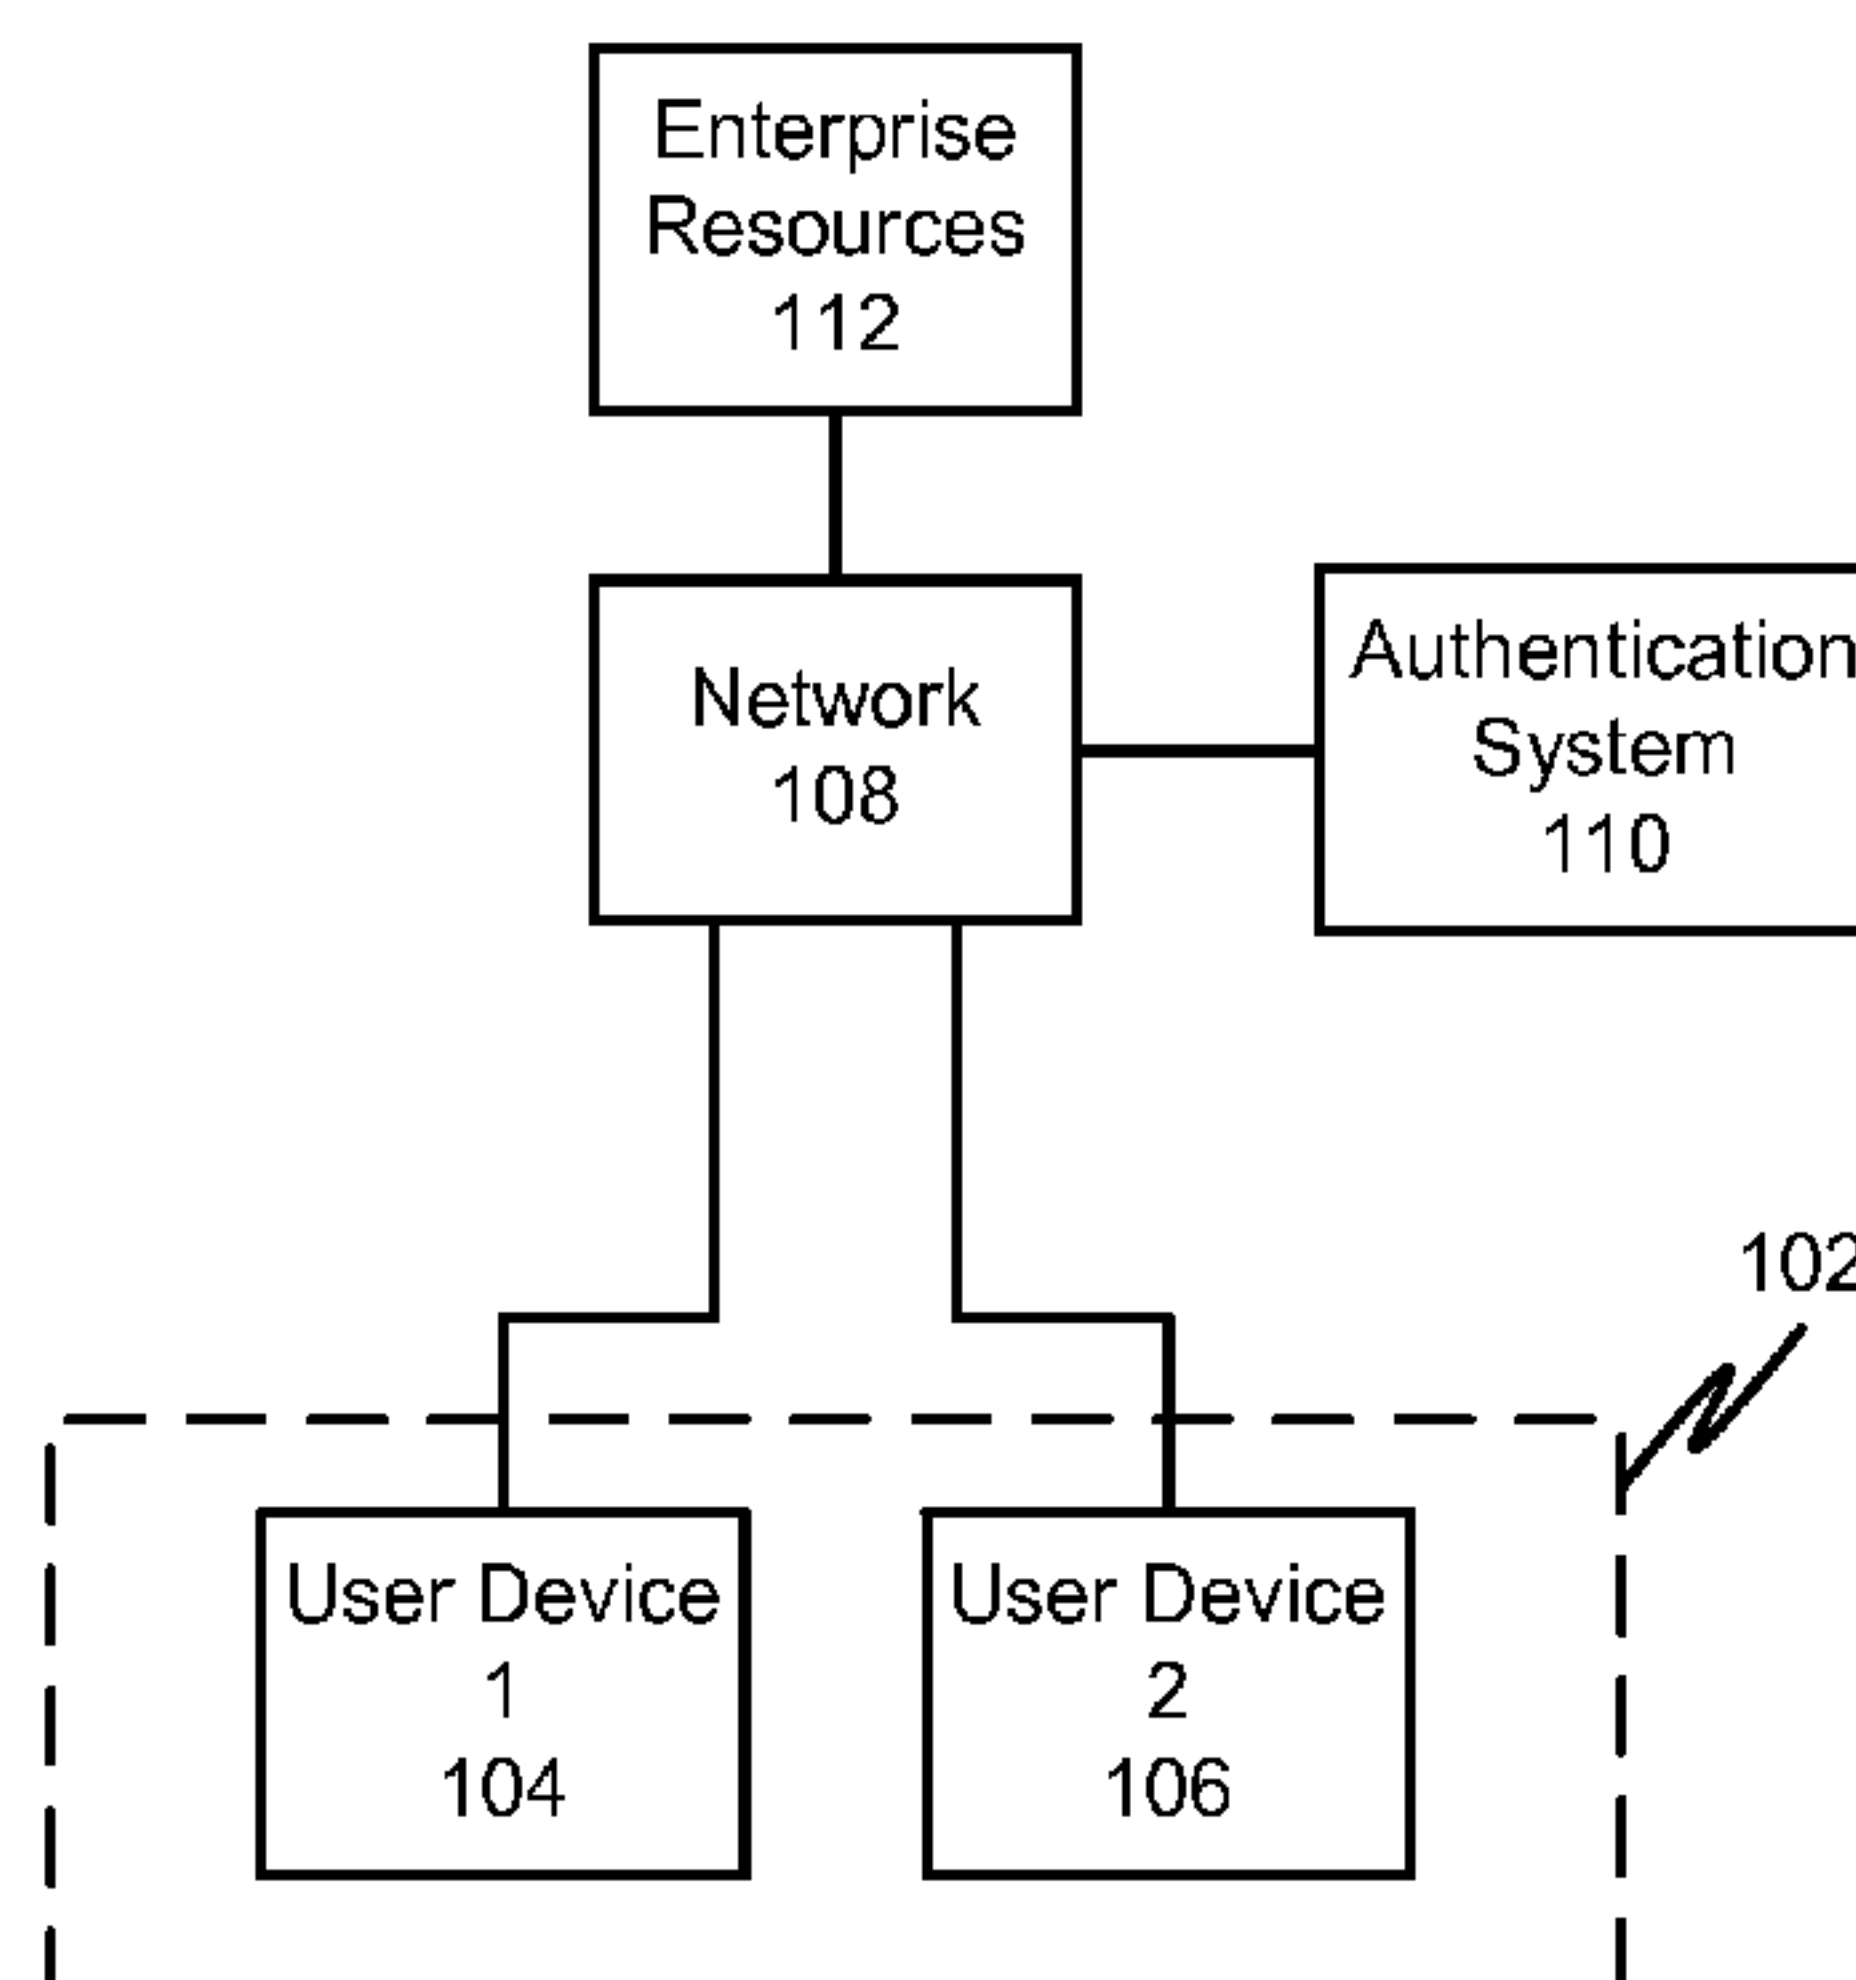 Enterprise
Resources
112
Network
108
Authentication
System
110
102
User Device
1
104
User Device
2
106